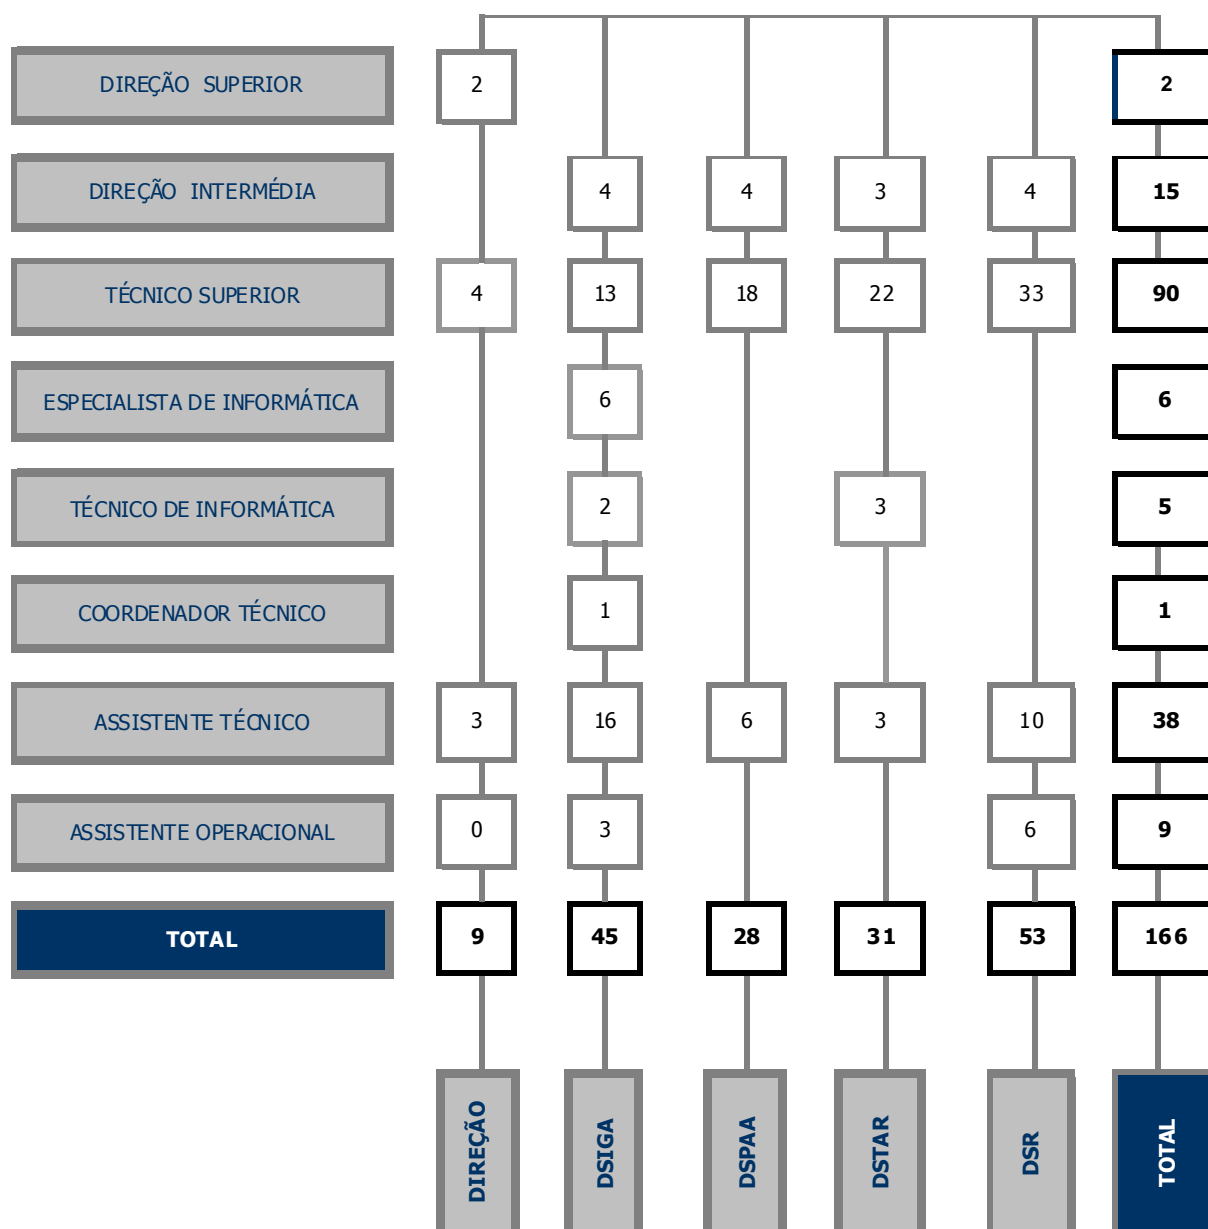 DIREÇÃO SUPERIOR 2 2
DIREÇÃO INTERMÉDIA 4 4 3 4 15
TÉCNICO SUPERIOR 4 13 18 22 33 90
ESPECIALISTA DE INFORMÁTICA 6 6
TÉCNICO DE INFORMÁTICA 2 3 5
COORDENADOR TÉCNICO 1 1
ASSISTENTE TÉCNICO 3 16 6 3 10 38
ASSISTENTE OPERACIONAL 0 3 6 9
TOTAL 9 45 28 31 53 166
DIREÇÃO DSIGA DSPAA DSTAR DSR TOTAL